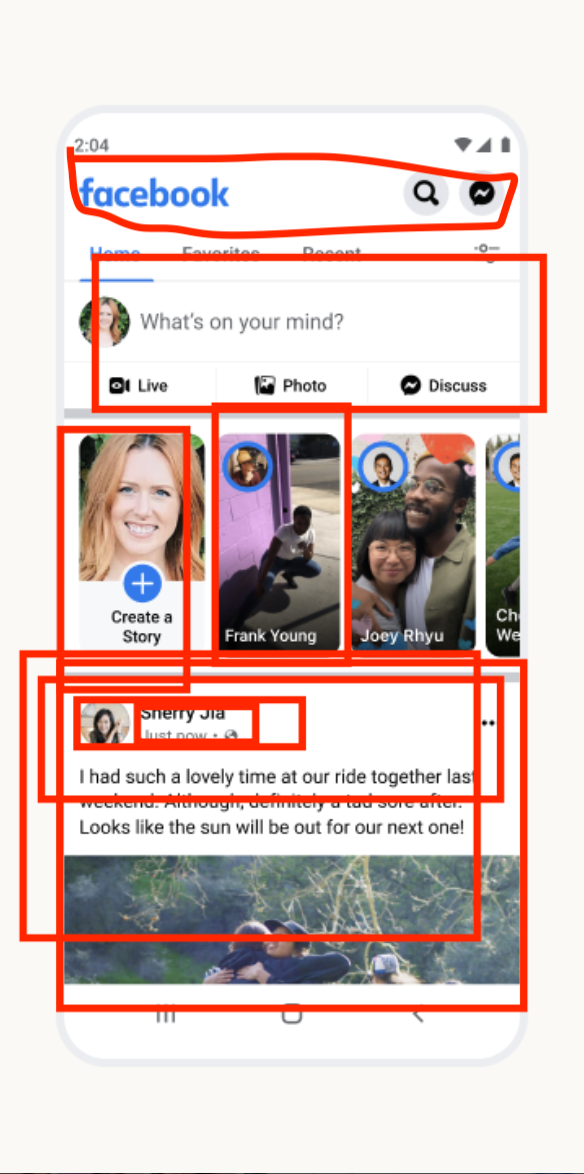 2:04
facebook
Home Favorites Recent
What's on your mind?
Live Photo Discuss
Create a
Story
Frank Young
Joey Rhyu
Ch
We
Sherry Jia
Just now
I had such a lovely time at our ride together last
weekend. Although, definitely a tad sore after.
Looks like the sun will be out for our next one!